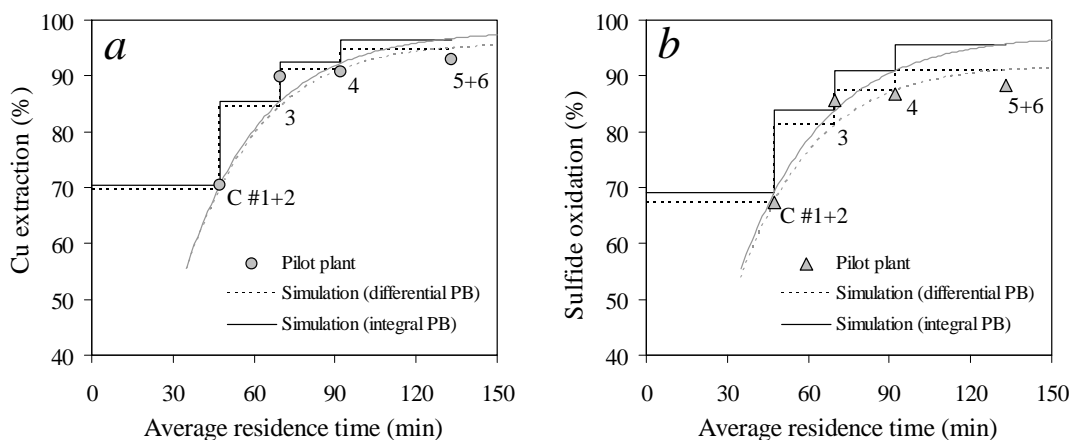 a
100
90
80
70
60
50
40
Cu extraction (%)
C #1+2
3
4
5+6
Pilot plant
Simulation (differential PB)
Simulation (integral PB)
0 30 60 90 120 150
Average residence time (min)
b
100
90
80
70
60
50
40
Sulfide oxidation (%)
C #1+2
3
4
5+6
Pilot plant
Simulation (differential PB)
Simulation (integral PB)
0 30 60 90 120 150
Average residence time (min)